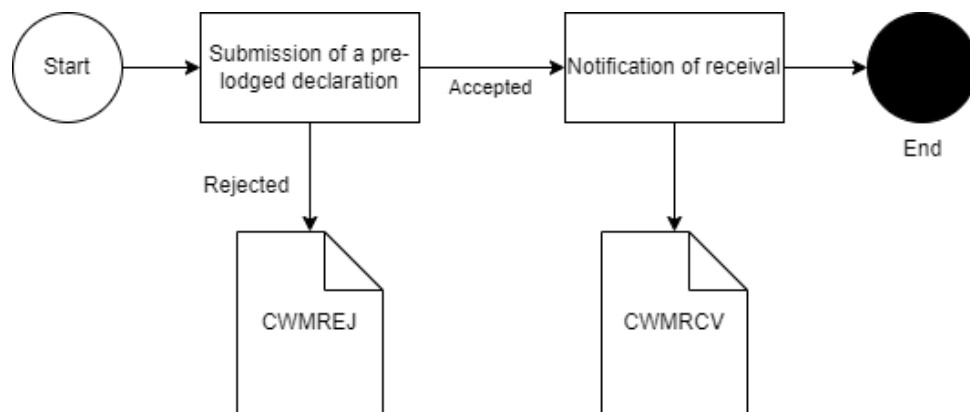 Start
Submission of a pre-
lodged declaration
Accepted
Notification of receival
End
Rejected
CWMREJ
CWMRCV